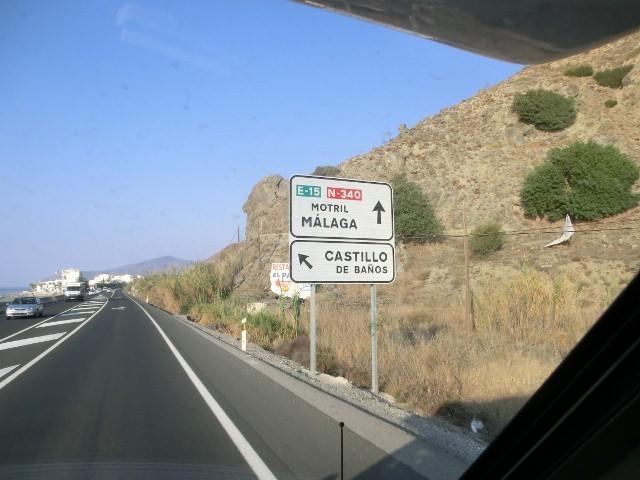 E-15 N-340
MOTRIL
MÁLAGA
CASTILLO
DE BAÑOS